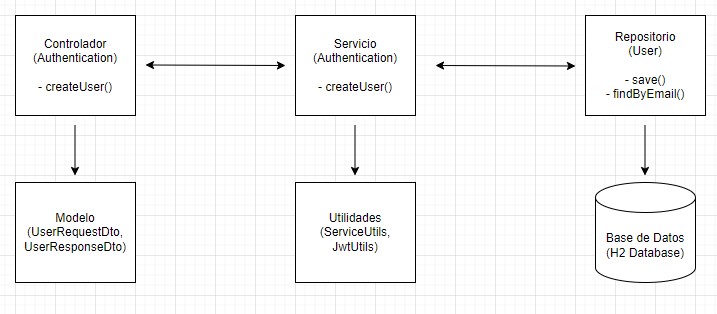 Controlador
(Authentication)
- createUser()
Servicio
(Authentication)
- createUser()
Repositorio
(User)
- save()
- findByEmail()
Modelo
(UserRequestDto,
UserResponseDto)
Utilidades
(ServiceUtils,
JwtUtils)
Base de Datos
(H2 Database)